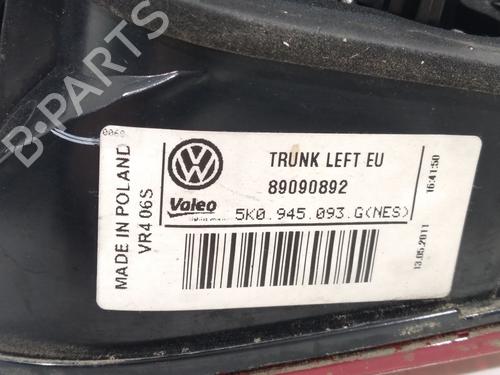 B-PARTS
0068
MADE IN POLAND
VR4 06S
Valeo
TRUNK LEFT EU
89090892
5K0.945.093.G(NES)
16:41:50
13.05.2011